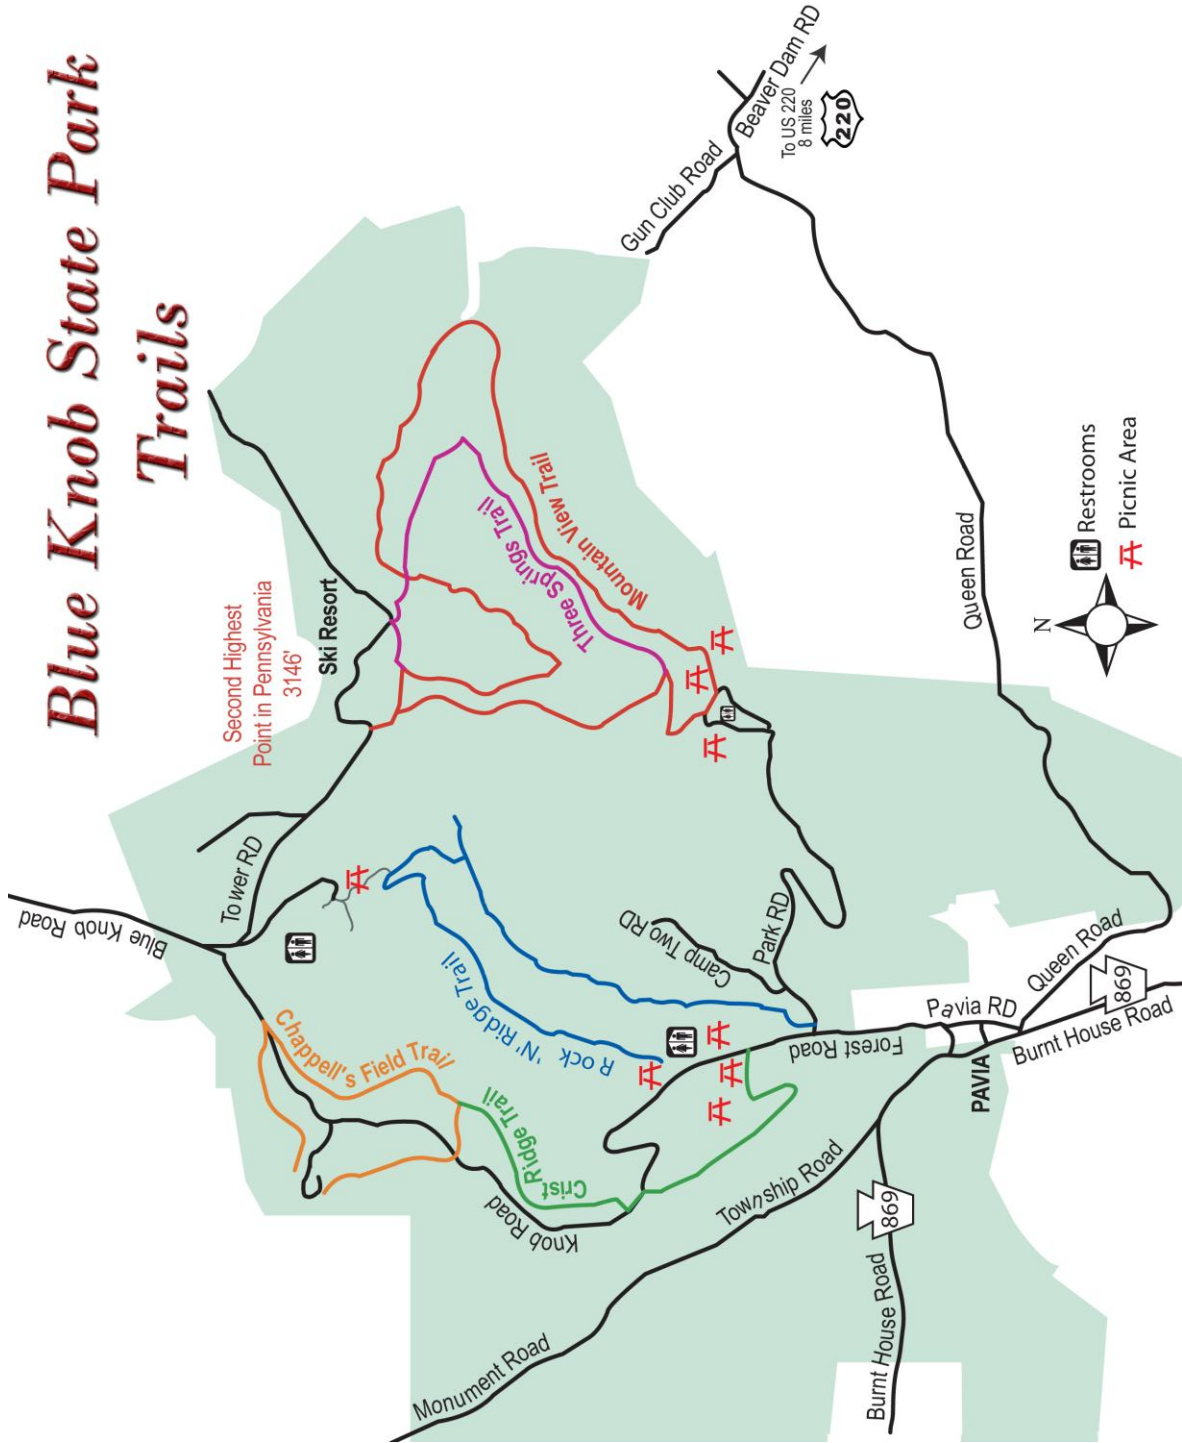 Blue Knob State Park
Trails
Second Highest
Point in Pennsylvania
3146'
Ski Resort
Blue Knob Road
Tower RD
Chappell's Field Trail
Rock 'N' Ridge Trail
Crist
Ridge Trail
Knob Road
Three Springs Trail
Mountain View Trail
Gun Club Road
Beaver Dam RD
To US 220
8 miles
220
Camp Two RD
Park RD
Forest Road
Queen Road
N
Restrooms
Picnic Area
Monument Road
Township Road
Pavia RD
PAVIA
Queen Road
Burnt House Road
869
869
Burnt House Road